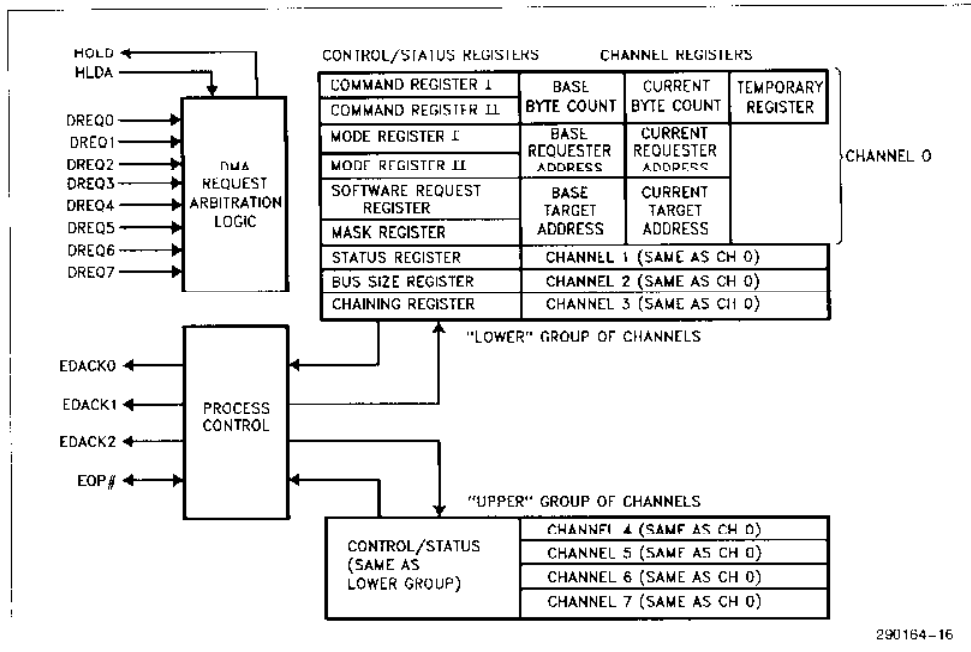 HOLD
HLDA
DREQ0
DREQ1
DREQ2
DREQ3
DREQ4
DREQ5
DREQ6
DREQ7
DMA
REQUEST
ARBITRATION
LOGIC
CONTROL/STATUS REGISTERS
CHANNEL REGISTERS
COMMAND REGISTER I
COMMAND REGISTER II
MODE REGISTER I
MODE REGISTER II
SOFTWARE REQUEST
REGISTER
MASK REGISTER
STATUS REGISTER
BUS SIZE REGISTER
CHAINING REGISTER
BASE
BYTE COUNT
CURRENT
BYTE COUNT
TEMPORARY
REGISTER
BASE
REQUESTER
ADDRESS
CURRENT
REQUESTER
ADDRESS
BASE
TARGET
ADDRESS
CURRENT
TARGET
ADDRESS
CHANNEL 0
CHANNEL 1 (SAME AS CH 0)
CHANNEL 2 (SAME AS CH 0)
CHANNEL 3 (SAME AS CH 0)
"LOWER" GROUP OF CHANNELS
EDACK0
EDACK1
EDACK2
EOP#
PROCESS
CONTROL
"UPPER" GROUP OF CHANNELS
CONTROL/STATUS
(SAME AS
LOWER GROUP)
CHANNEL 4 (SAME AS CH 0)
CHANNEL 5 (SAME AS CH 0)
CHANNEL 6 (SAME AS CH 0)
CHANNEL 7 (SAME AS CH 0)
290164-16